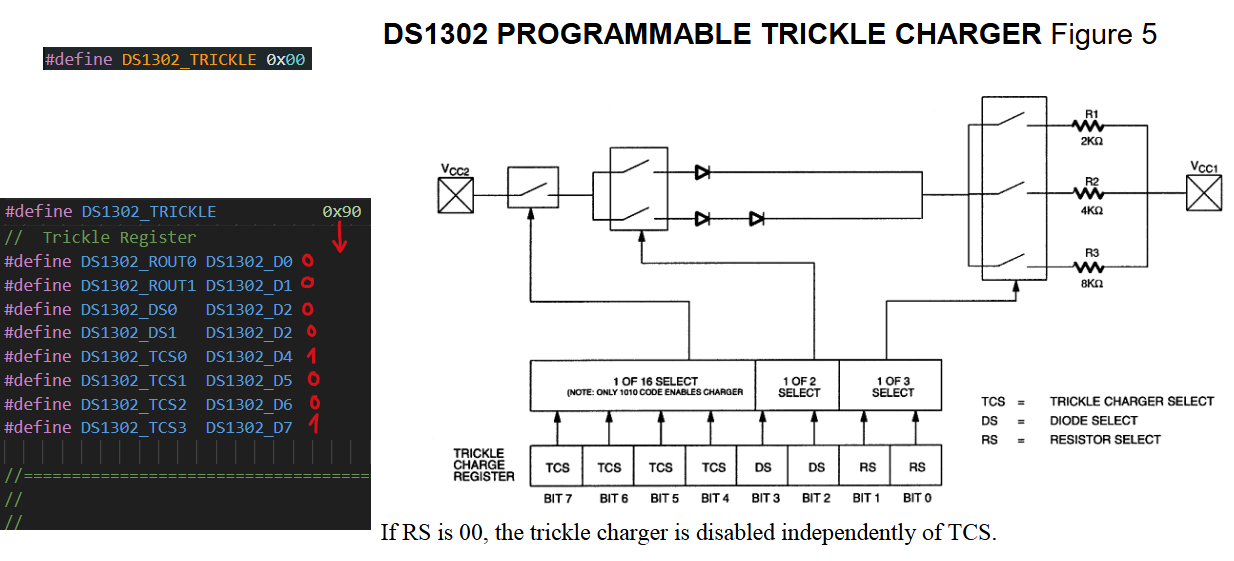 DS1302 PROGRAMMABLE TRICKLE CHARGER Figure 5
#define DS1302_TRICKLE 0x00
#define DS1302_TRICKLE 0x90
// Trickle Register
#define DS1302_ROUT0 DS1302_D0 0
#define DS1302_ROUT1 DS1302_D1 0
#define DS1302_DS0 DS1302_D2 0
#define DS1302_DS1 DS1302_D2 0
#define DS1302_TCS0 DS1302_D4 1
#define DS1302_TCS1 DS1302_D5 0
#define DS1302_TCS2 DS1302_D6 0
#define DS1302_TCS3 DS1302_D7 1
//====================================
//
//
VCC2
R1
2KΩ
R2
4KΩ
R3
8KΩ
VCC1
1 OF 16 SELECT
(NOTE: ONLY 1010 CODE ENABLES CHARGER
1 OF 2
SELECT
1 OF 3
SELECT
TCS = TRICKLE CHARGER SELECT
DS = DIODE SELECT
RS = RESISTOR SELECT
TRICKLE
CHARGE
REGISTER
TCS TCS TCS TCS DS DS RS RS
BIT 7 BIT 6 BIT 5 BIT 4 BIT 3 BIT 2 BIT 1 BIT 0
If RS is 00, the trickle charger is disabled independently of TCS.